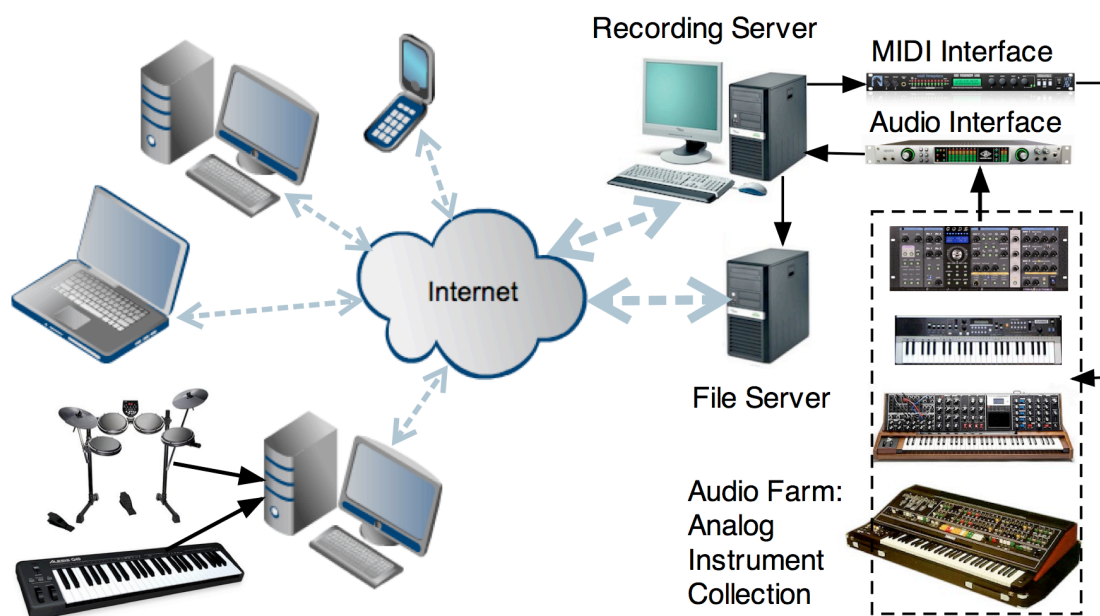 Recording Server
MIDI Interface
Audio Interface
Internet
File Server
Audio Farm:
Analog
Instrument
Collection